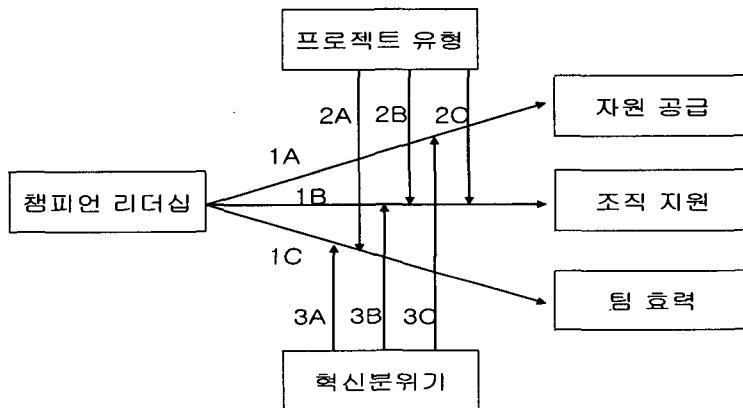 프로젝트 유형
2A
2B
2C
자원 공급
1A
챔피언 리더십
1B
조직 지원
1C
팀 효력
3A
3B
3C
혁신분위기